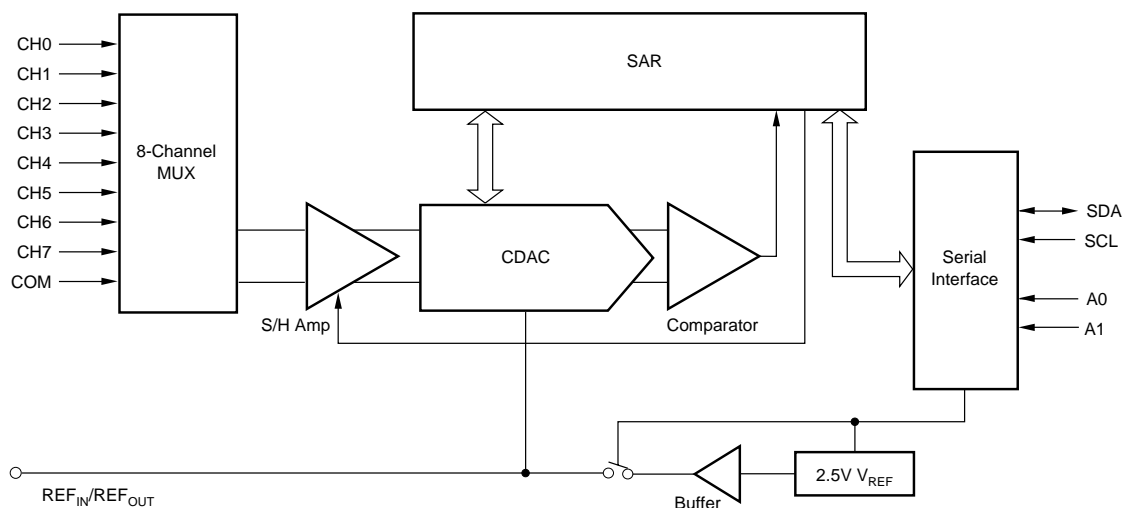 CH0
CH1
CH2
CH3
CH4
CH5
CH6
CH7
COM
8-Channel
MUX
SAR
S/H Amp
CDAC
Comparator
Serial
Interface
SDA
SCL
A0
A1
REFIN/REFOUT
Buffer
2.5V VREF